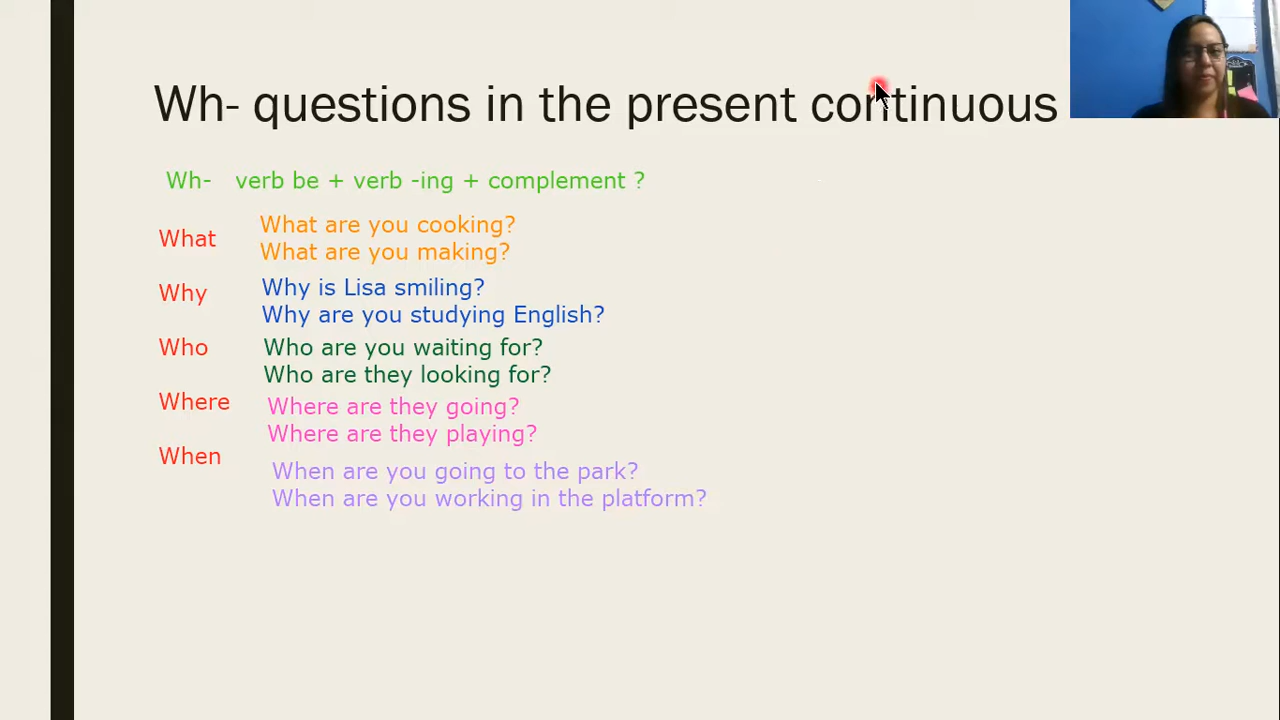 Wh- questions in the present continuous
Wh- verb be + verb -ing + complement ?
What
What are you cooking?
What are you making?
Why
Why is Lisa smiling?
Why are you studying English?
Who
Who are you waiting for?
Who are they looking for?
Where
Where are they going?
Where are they playing?
When
When are you going to the park?
When are you working in the platform?